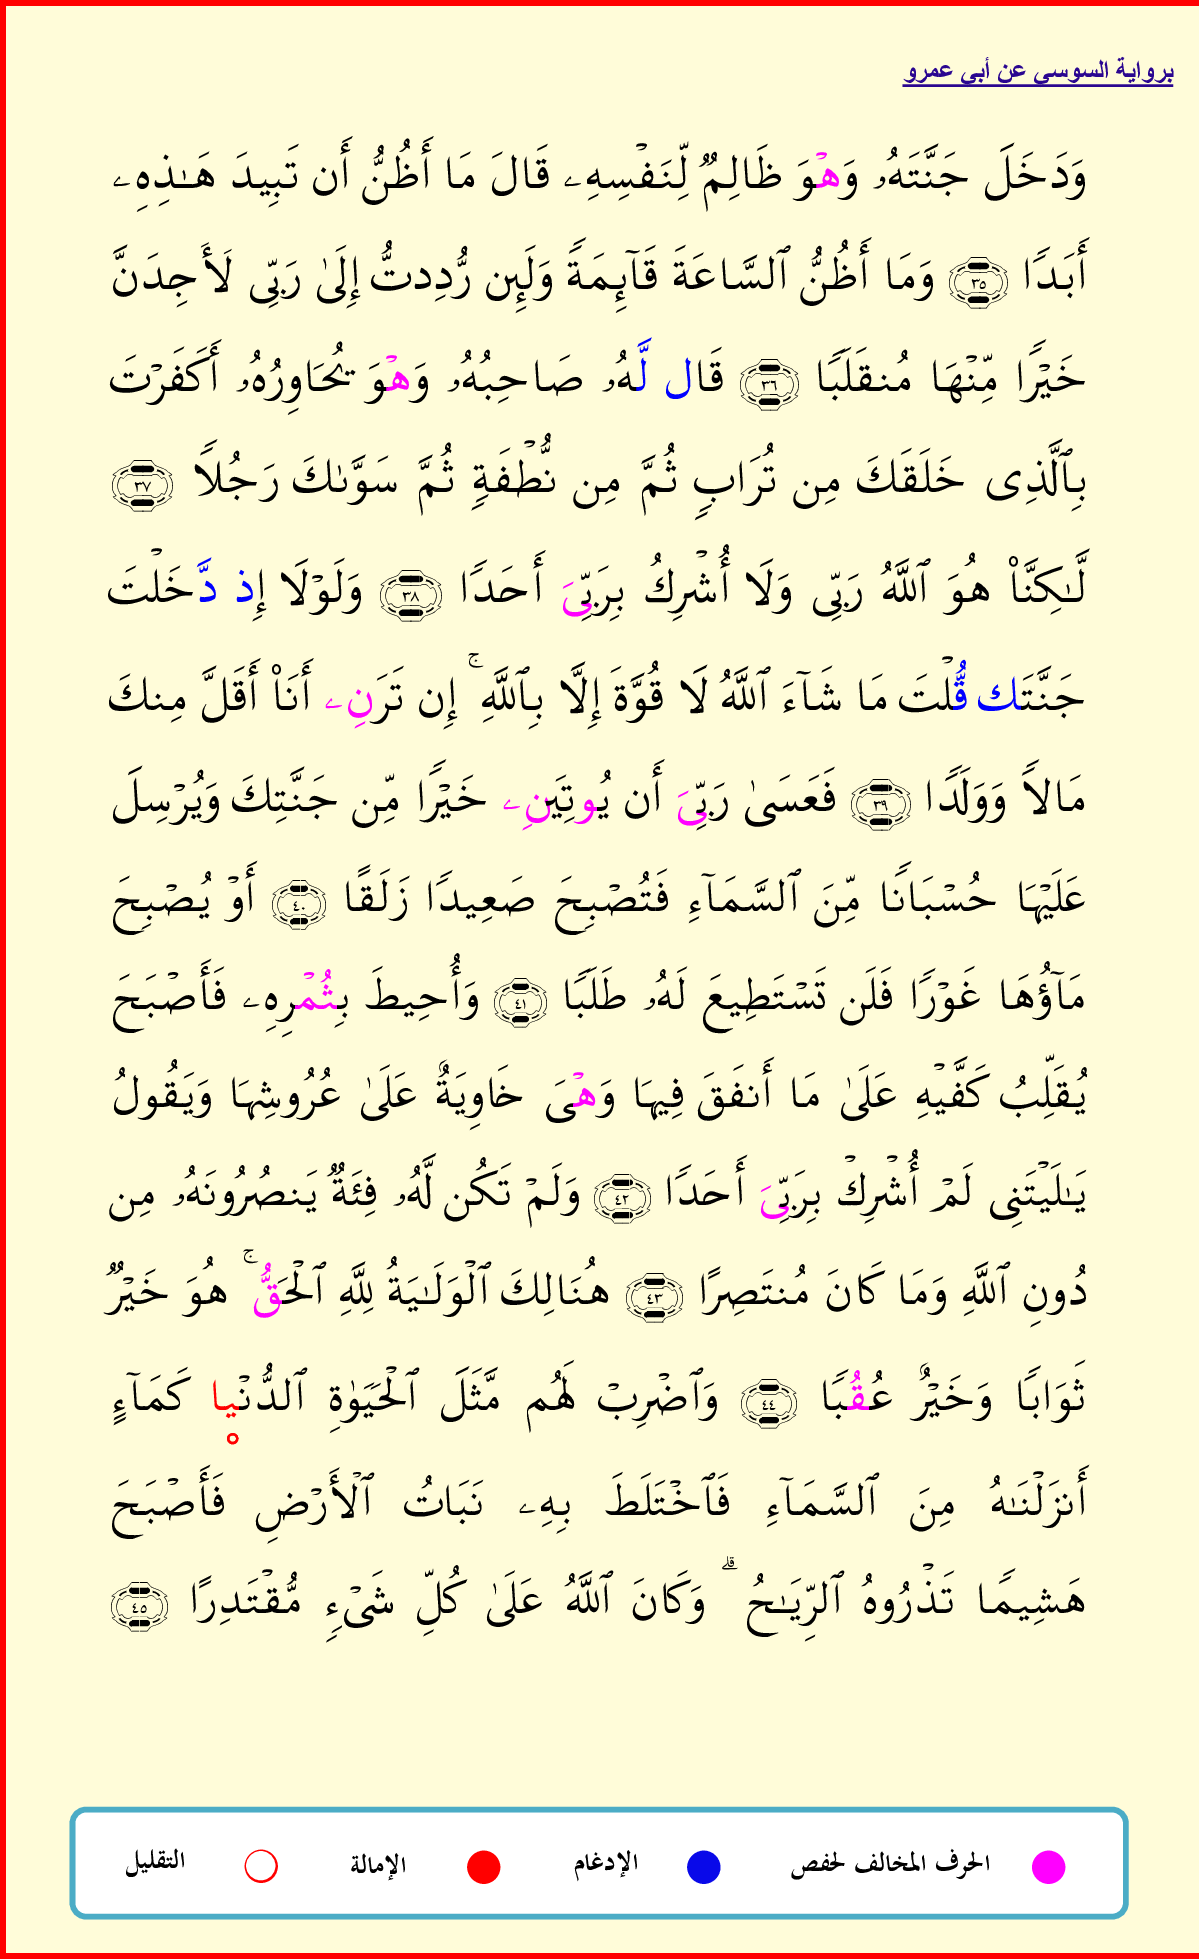 برواية السوسي عن أبي عمرو
وَدَخَلَ جَنَّتَهُۥ وَهۡوَ ظَالِمٞ لِّنَفۡسِهِۦ قَالَ مَا أَظُنُّ أَن تَبِيدَ هَٰذِهِۦ
أَبَدٗا ٣٥ وَمَا أَظُنُّ ٱلسَّاعَةَ قَآئِمَةٗ وَلَئِن رُّدِدتُّ إِلَىٰ رَبِّي لَأَجِدَنَّ
خَيۡرٗا مِّنۡهَا مُنقَلَبٗا ٣٦ قَال لَّهُۥ صَاحِبُهُۥ وَهۡوَ يُحَاوِرُهُۥ أَكَفَرۡتَ
بِٱلَّذِي خَلَقَكَ مِن تُرَابٖ ثُمَّ مِن نُّطۡفَةٖ ثُمَّ سَوَّىٰكَ رَجُلٗا ٣٧
لَّٰكِنَّا۠ هُوَ ٱللَّهُ رَبِّي وَلَا أُشۡرِكُ بِرَبِّيَ أَحَدٗا ٣٨ وَلَوۡلَا إِذ دَّخَلۡتَ
جَنَّتَك قُّلۡتَ مَا شَآءَ ٱللَّهُ لَا قُوَّةَ إِلَّا بِٱللَّهِۚ إِن تَرَنِۦ أَنَا۠ أَقَلَّ مِنكَ
مَالٗا وَوَلَدٗا ٣٩ فَعَسَىٰ رَبِّيَ أَن يُوتِيَنِۦ خَيۡرٗا مِّن جَنَّتِكَ وَيُرۡسِلَ
عَلَيۡهَا حُسۡبَانٗا مِّنَ ٱلسَّمَآءِ فَتُصۡبِحَ صَعِيدٗا زَلَقًا ٤٠ أَوۡ يُصۡبِحَ
مَآؤُهَا غَوۡرٗا فَلَن تَسۡتَطِيعَ لَهُۥ طَلَبٗا ٤١ وَأُحِيطَ بِثُمۡرِهِۦ فَأَصۡبَحَ
يُقَلِّبُ كَفَّيۡهِ عَلَىٰ مَا أَنفَقَ فِيهَا وَهۡيَ خَاوِيَةٌ عَلَىٰ عُرُوشِهَا وَيَقُولُ
يَٰلَيۡتَنِي لَمۡ أُشۡرِكۡ بِرَبِّيَ أَحَدٗا ٤٢ وَلَمۡ تَكُن لَّهُۥ فِئَةٞ يَنصُرُونَهُۥ مِن
دُونِ ٱللَّهِ وَمَا كَانَ مُنتَصِرًا ٤٣ هُنَالِكَ ٱلۡوَلَٰيَةُ لِلَّهِ ٱلۡحَقُّۚ هُوَ خَيۡرٞ
ثَوَابٗا وَخَيۡرٌ عُقُبٗا ٤٤ وَٱضۡرِبۡ لَهُم مَّثَلَ ٱلۡحَيَوٰةِ ٱلدُّنۡيا كَمَآءٍ
أَنزَلۡنَٰهُ مِنَ ٱلسَّمَآءِ فَٱخۡتَلَطَ بِهِۦ نَبَاتُ ٱلۡأَرۡضِ فَأَصۡبَحَ
هَشِيمٗا تَذۡرُوهُ ٱلرِّيَٰحُۗ وَكَانَ ٱللَّهُ عَلَىٰ كُلِّ شَيۡءٖ مُّقۡتَدِرًا ٤٥
الحرف المخالف لحفص الإدغام الإمالة التقليل